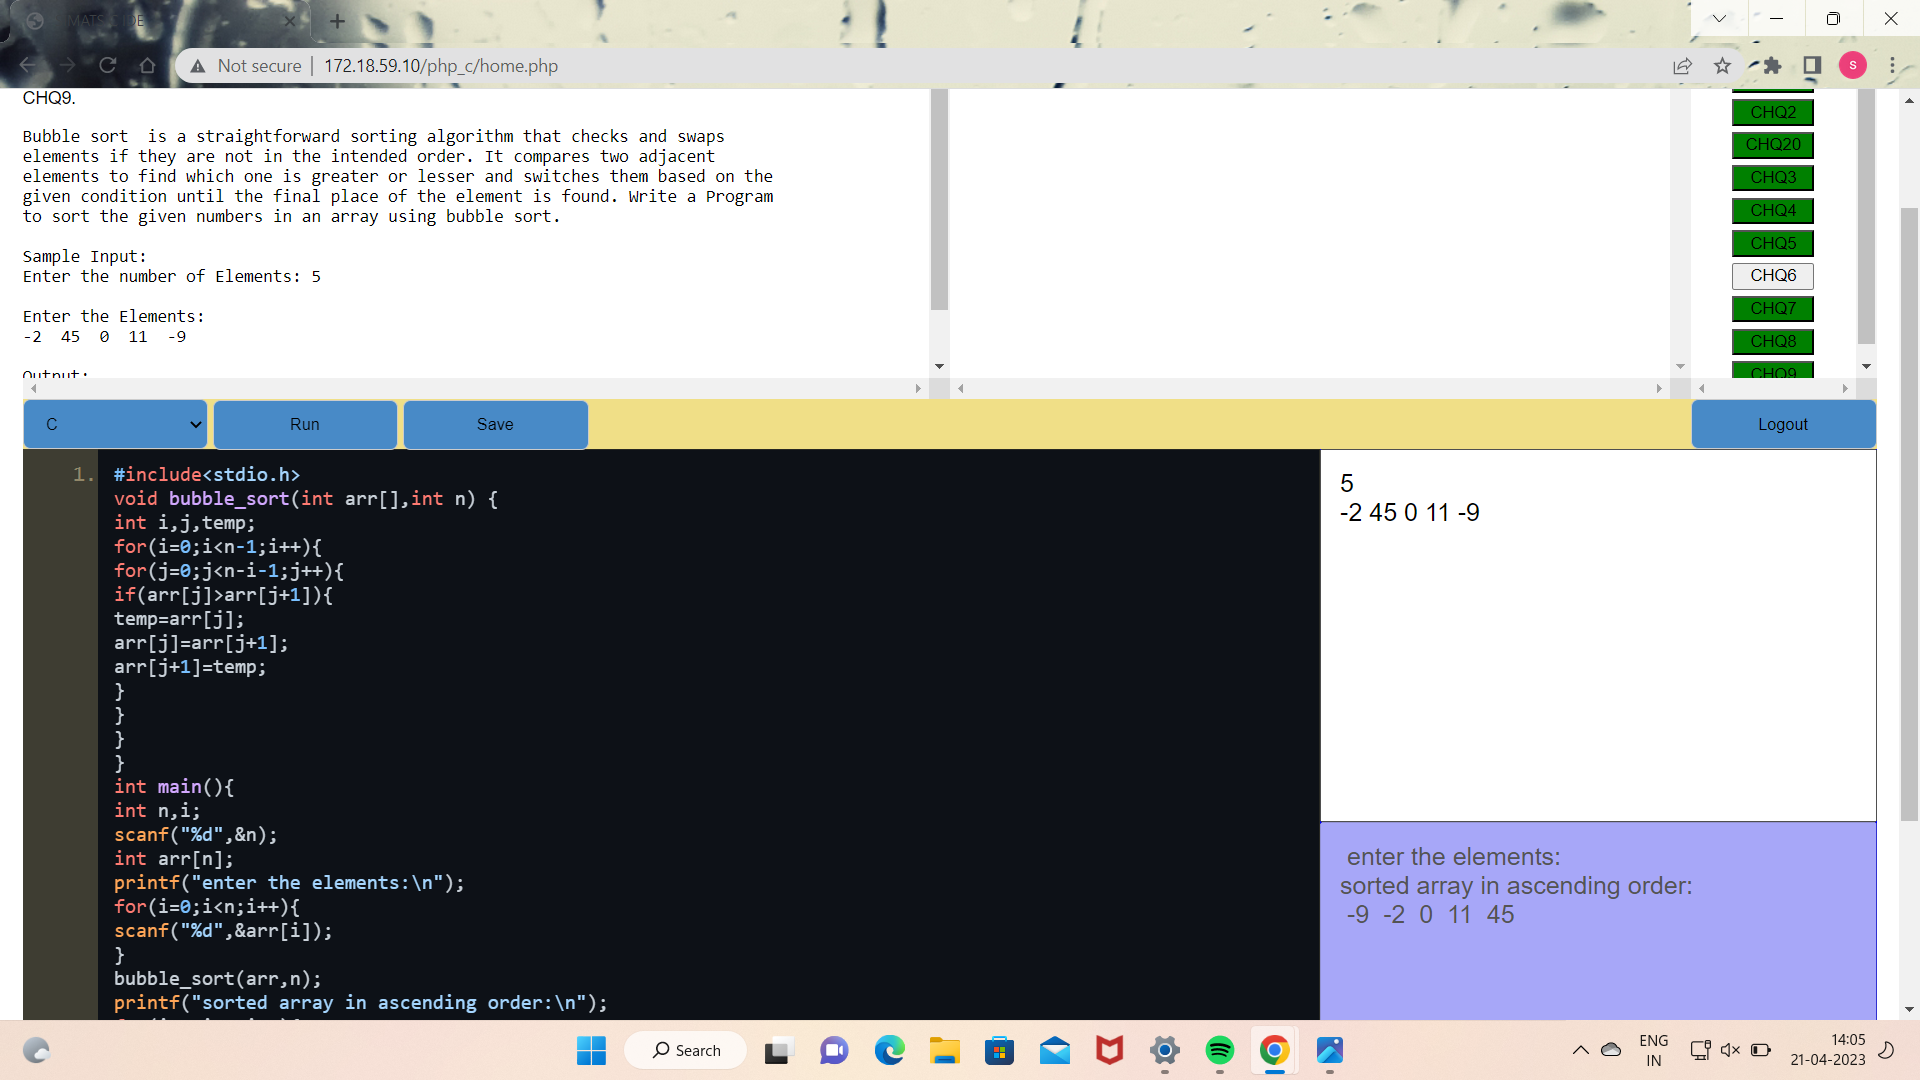 Not secure
172.18.59.10/php_c/home.php
S
CHQ9.
Bubble sort  is a straightforward sorting algorithm that checks and swaps
elements if they are not in the intended order. It compares two adjacent
elements to find which one is greater or lesser and switches them based on the
given condition until the final place of the element is found. Write a Program
to sort the given numbers in an array using bubble sort.
Sample Input:
Enter the number of Elements: 5
Enter the Elements:
-2  45  0  11  -9
Output:
CHQ2
CHQ20
CHQ3
CHQ4
CHQ5
CHQ6
CHQ7
CHQ8
CHQ9
C
Run
Save
Logout
1.
#include<stdio.h>
void bubble_sort(int arr[],int n) {
int i,j,temp;
for(i=0;i<n-1;i++){
for(j=0;j<n-i-1;j++){
if(arr[j]>arr[j+1]){
temp=arr[j];
arr[j]=arr[j+1];
arr[j+1]=temp;
}
}
}
}
int main(){
int n,i;
scanf("%d",&n);
int arr[n];
printf("enter the elements:\n");
for(i=0;i<n;i++){
scanf("%d",&arr[i]);
}
bubble_sort(arr,n);
printf("sorted array in ascending order:\n");
5
-2 45 0 11 -9
enter the elements:
sorted array in ascending order:
-9  -2  0  11  45
Search
ENG
IN
14:05
21-04-2023